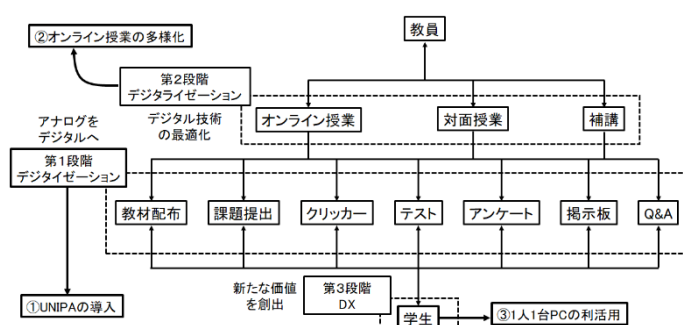 教員
②オンライン授業の多様化
第2段階
デジタライゼーション
デジタル技術
の最適化
オンライン授業
対面授業
補講
アナログを
デジタルへ
第1段階
デジタイゼーション
教材配布
課題提出
クリッカー
テスト
アンケート
掲示板
Q&A
新たな価値
を創出
第3段階
DX
①UNIPAの導入
学生
③1人1台PCの利活用